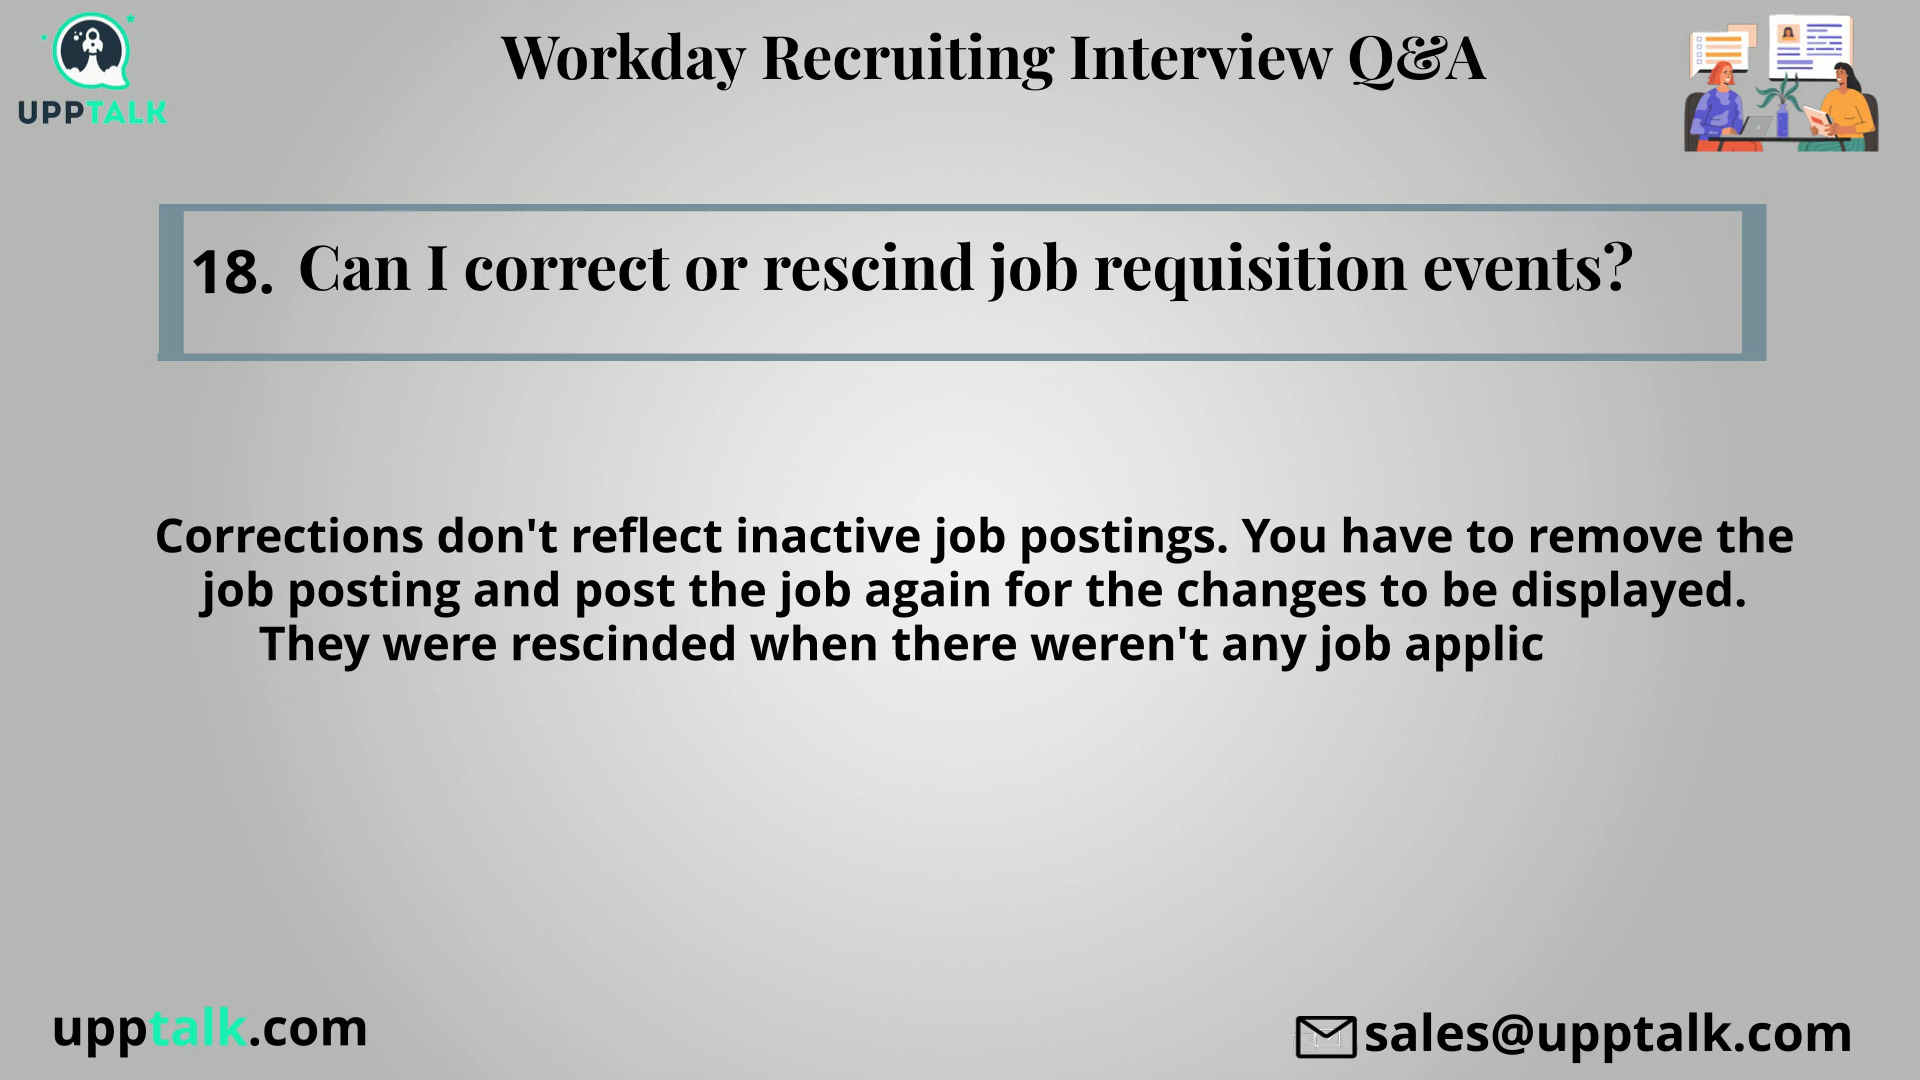 UPPTALK
Workday Recruiting Interview Q&A
18. Can I correct or rescind job requisition events?
Corrections don't reflect inactive job postings. You have to remove the
job posting and post the job again for the changes to be displayed.
They were rescinded when there weren't any job applic
upptalk.com
sales@upptalk.com